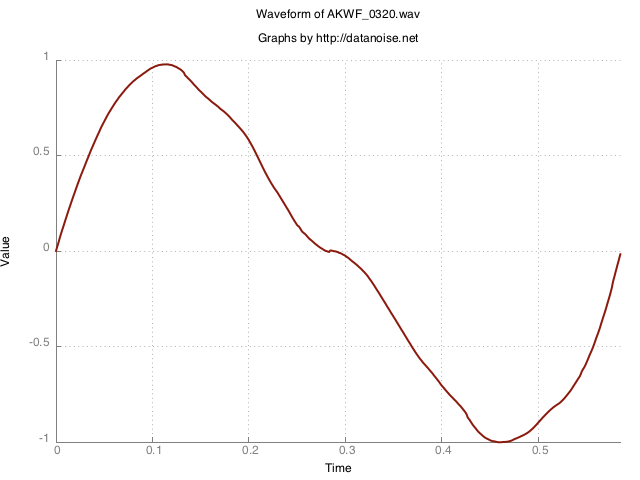 Waveform of AKWF_0320.wav
Graphs by http://datanoise.net
1
0.5
0
-0.5
-1
Value
0 0.1 0.2 0.3 0.4 0.5
Time